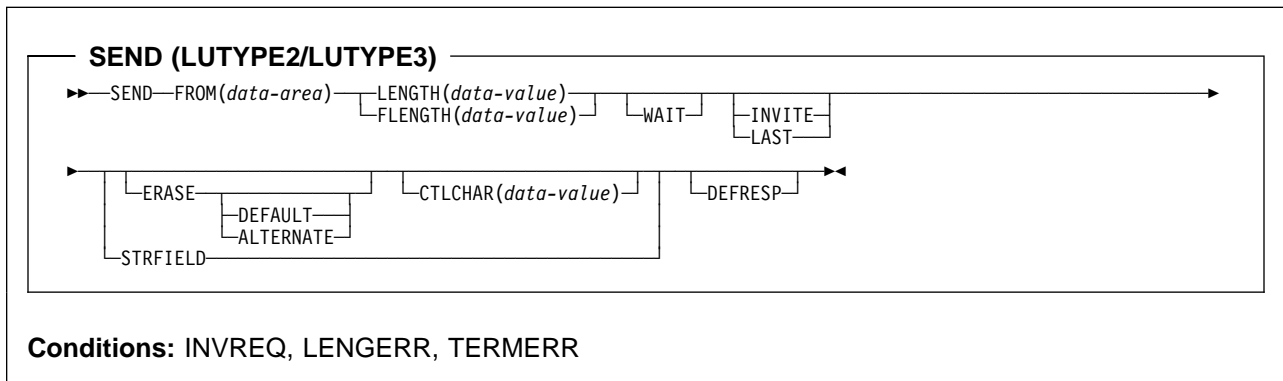 SEND (LUTYPE2/LUTYPE3)
SEND FROM(data-area) LENGTH(data-value)
FLENGTH(data-value) WAIT INVITE
LAST
ERASE CTLCHAR(data-value) DEFRESP
DEFAULT
ALTERNATE
STRFIELD
Conditions: INVREQ, LENGERR, TERMERR